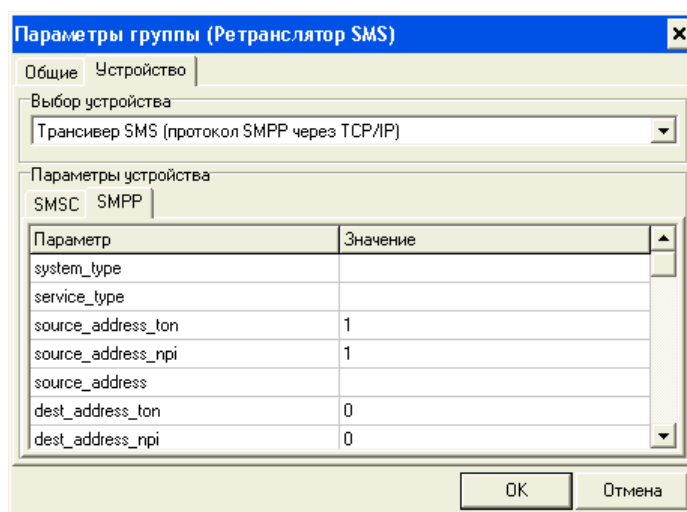 Параметры группы (Ретранслятор SMS)
Общие Устройство
Выбор устройства
Трансивер SMS (протокол SMPP через TCP/IP)
Параметры устройства
SMSC SMPP
Параметр Значение
system_type
service_type
source_address_ton 1
source_address_npi 1
source_address
dest_address_ton 0
dest_address_npi 0
OK Отмена